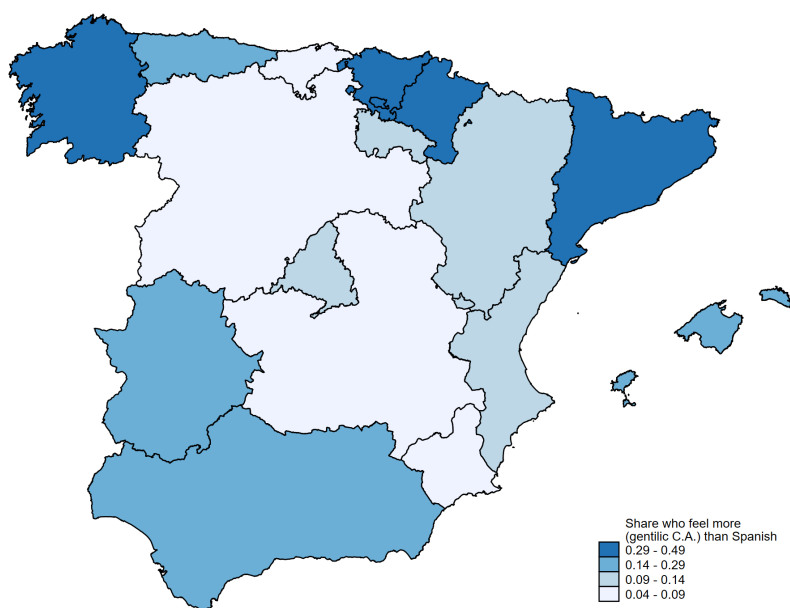 Share who feel more
(gentilic C.A.) than Spanish
0.29 - 0.49
0.14 - 0.29
0.09 - 0.14
0.04 - 0.09